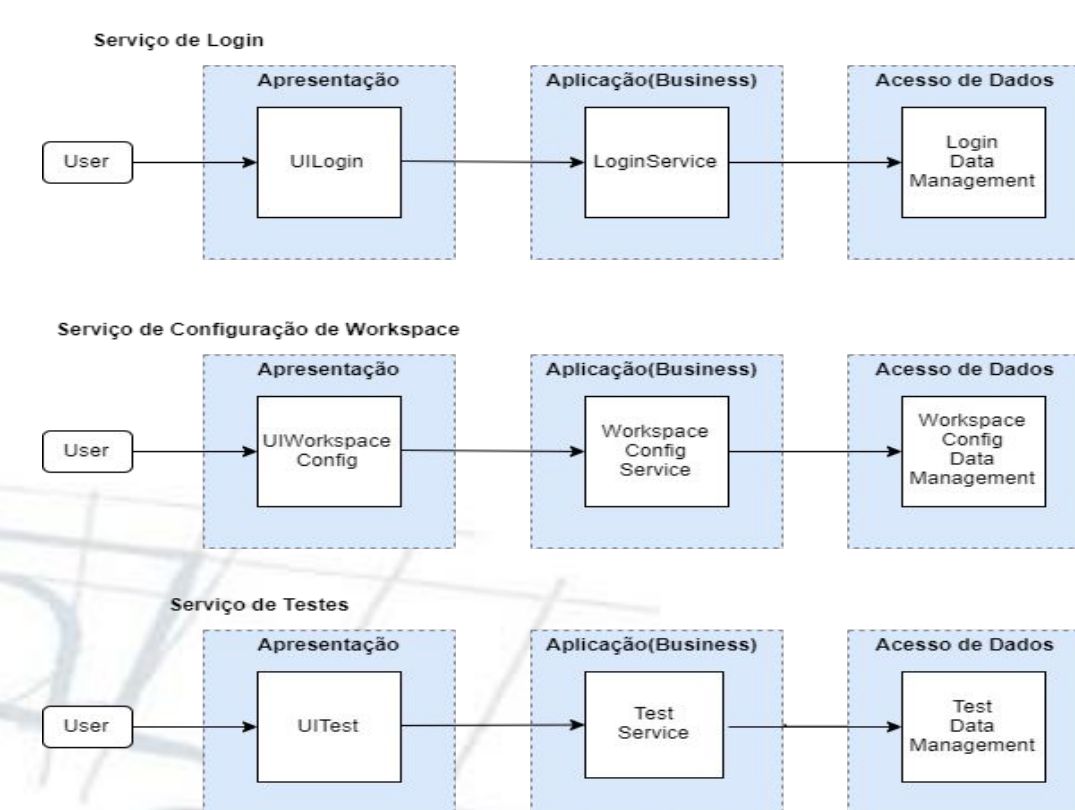 Serviço de Login
Apresentação
Aplicação(Business)
Acesso de Dados
User
UILogin
LoginService
Login
Data
Management
Serviço de Configuração de Workspace
Apresentação
Aplicação(Business)
Acesso de Dados
User
UIWorkspace
Config
Workspace
Config
Service
Workspace
Config
Data
Management
Serviço de Testes
Apresentação
Aplicação(Business)
Acesso de Dados
User
UITest
Test
Service
Test
Data
Management